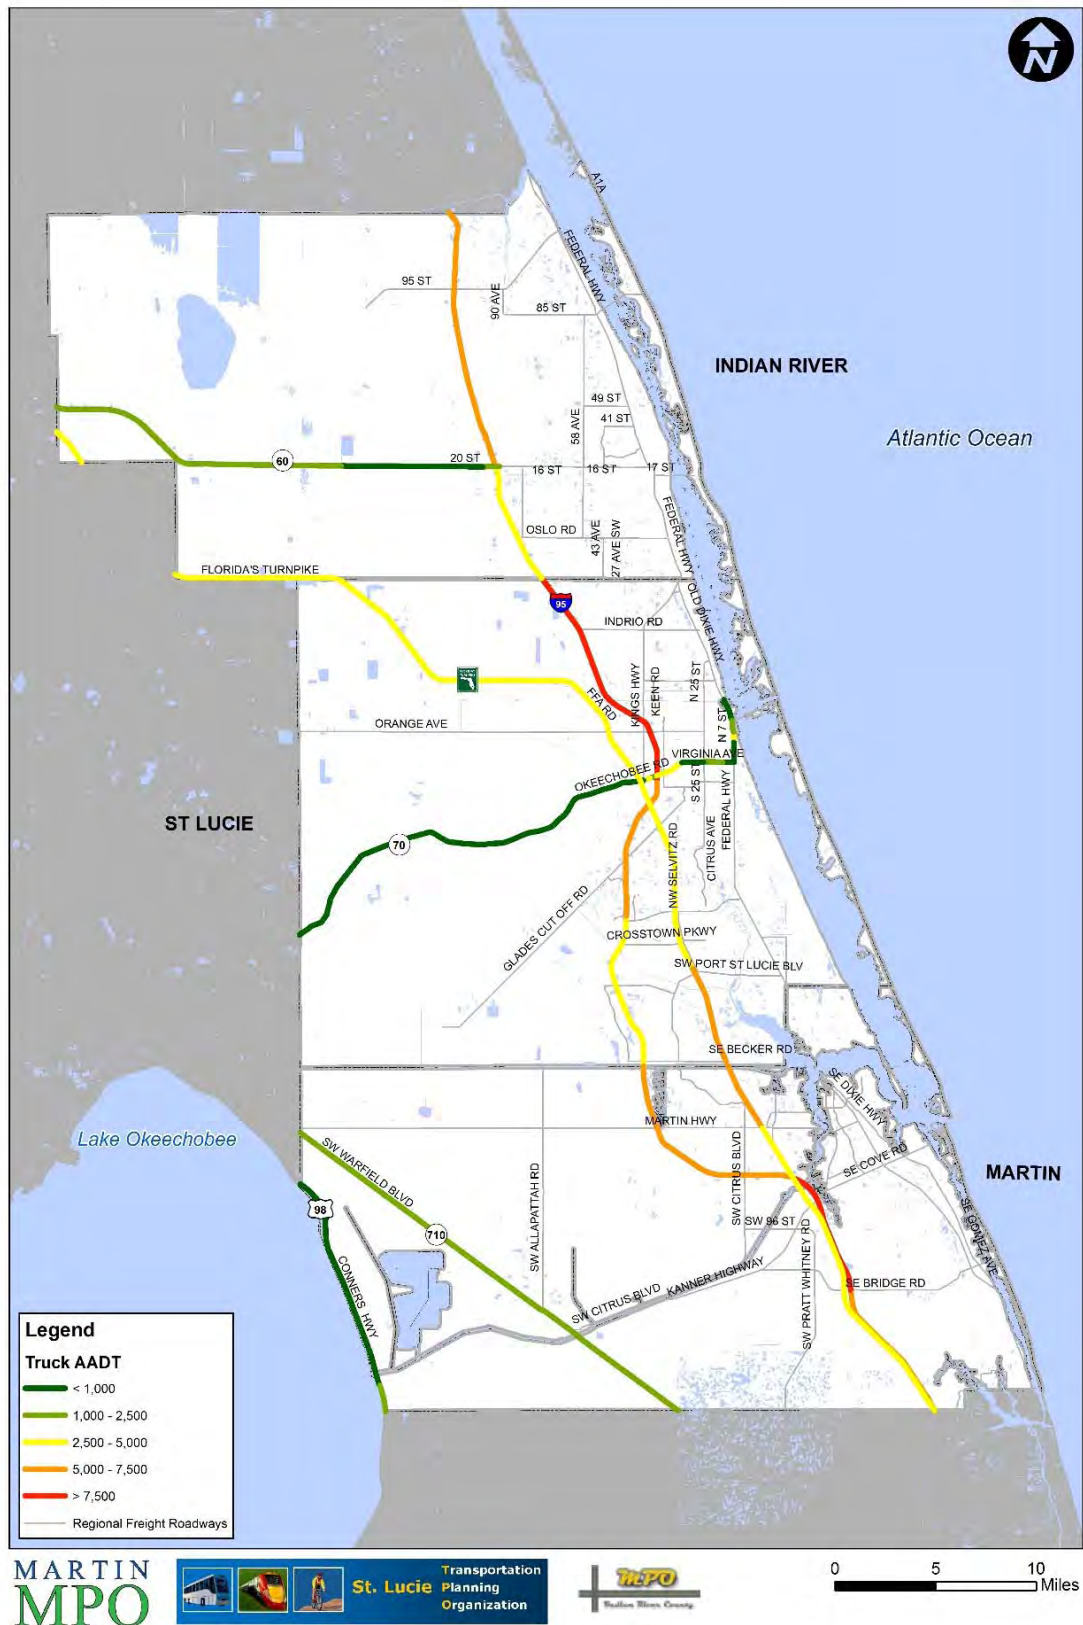 N
A1A
FEDERAL HWY
95 ST
90 AVE
85 ST
INDIAN RIVER
49 ST
41 ST
58 AVE
Atlantic Ocean
60
20 ST
16 ST
16 ST
17 ST
OSLO RD
43 AVE
27 AVE SW
FEDERAL HWY
FLORIDA'S TURNPIKE
95
OLD DIXIE HWY
INDRIO RD
KINGS HWY
KEEN RD
N 25 ST
FFA RD
ORANGE AVE
N 7 ST
VIRGINIA AVE
OKEECHOBEE RD
S 25 ST
FEDERAL HWY
ST LUCIE
70
CITRUS AVE
NW SELVITZ RD
GLADES CUT OFF RD
CROSSTOWN PKWY
SW PORT ST LUCIE BLV
SE BECKER RD
SE DIXIE HWY
MARTIN HWY
Lake Okeechobee
SW WARFIELD BLVD
SW CITRUS BLVD
SE COVE RD
MARTIN
SW ALLAPATTAH RD
98
SW 96 ST
SE GOMEZ AVE
710
CONNERS HWY
SW CITRUS BLVD
KANNER HIGHWAY
SW PRATT WHITNEY RD
SE BRIDGE RD
Legend
Truck AADT
< 1,000
1,000 - 2,500
2,500 - 5,000
5,000 - 7,500
> 7,500
Regional Freight Roadways
MARTIN
MPO
St. Lucie
Transportation
Planning
Organization
MPO
Indian River County
0 5 10
Miles